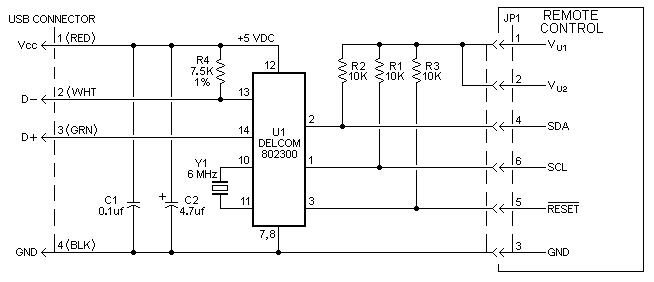 USB CONNECTOR
JP1
REMOTE
CONTROL
Vcc
1 (RED)
+5 VDC
1
VU1
R4
7.5K
1%
12
R2
10K
R1
10K
R3
10K
2
VU2
D-
2 (WHT
13
U1
DELCOM
802300
2
4
SDA
D+
3 (GRN)
14
Y1
6 MHz
10
1
6
SCL
C1
0.1uf
+
C2
4.7uf
11
3
5
RESET
7,8
GND
4 (BLK)
3
GND